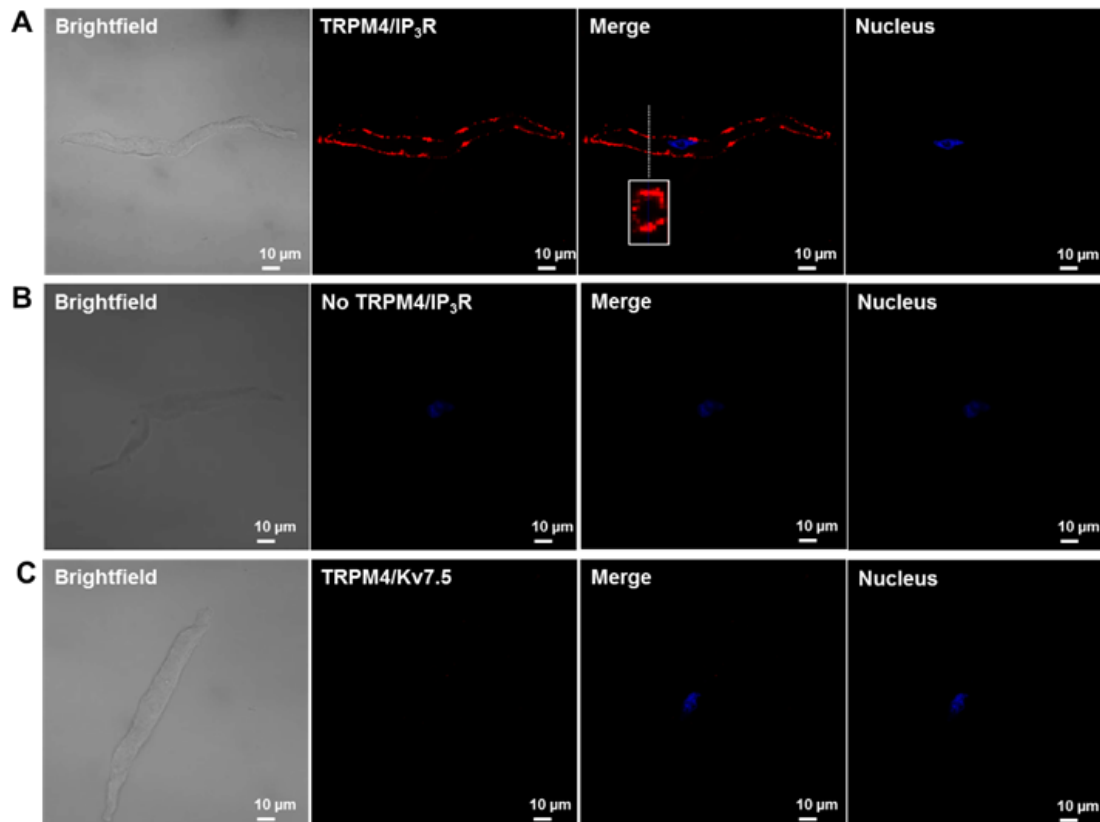 A
Brightfield
TRPM4/IP₃R
Merge
Nucleus
10 µm
10 µm
10 µm
10 µm
B
Brightfield
No TRPM4/IP₃R
Merge
Nucleus
10 µm
10 µm
10 µm
10 µm
C
Brightfield
TRPM4/Kv7.5
Merge
Nucleus
10 µm
10 µm
10 µm
10 µm